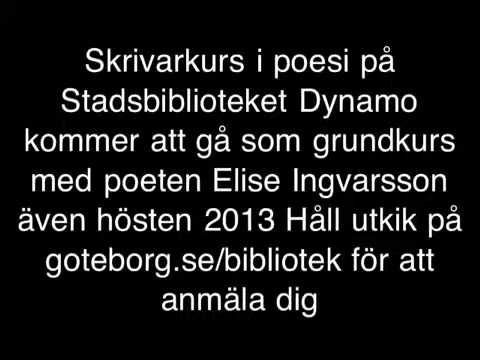 Skrivarkurs i poesi på
Stadsbiblioteket Dynamo
kommer att gå som grundkurs
med poeten Elise Ingvarsson
även hösten 2013 Håll utkik på
goteborg.se/bibliotek för att
anmäla dig